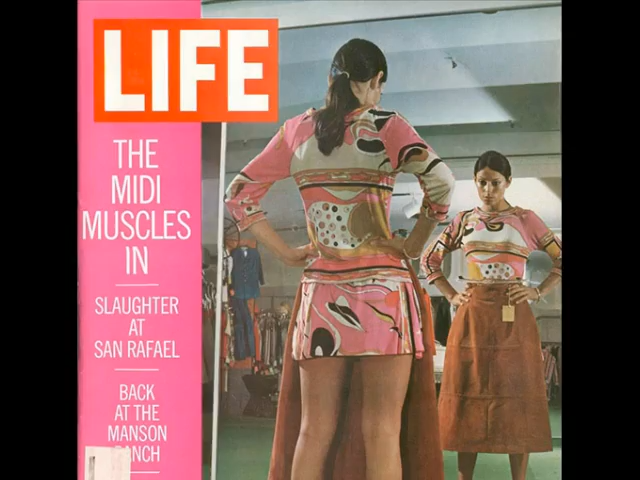 LIFE
THE
MIDI
MUSCLES
IN
SLAUGHTER
AT
SAN RAFAEL
BACK
AT THE
MANSON